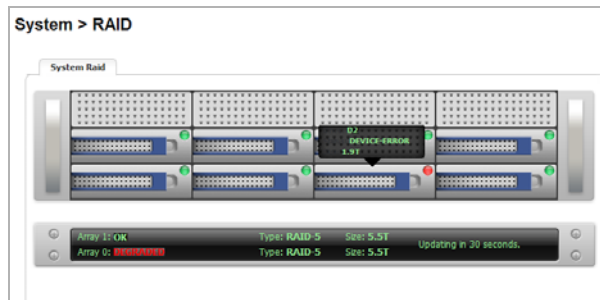 System > RAID
System Raid
D2
DEVICE-ERROR
1.9T
Array 1: OK Type: RAID-5 Size: 5.5T
Updating in 30 seconds.
Array 0: DEGRADED Type: RAID-5 Size: 5.5T